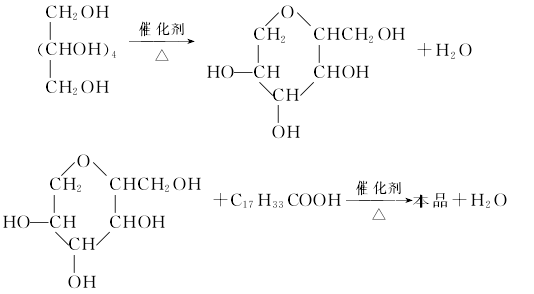 CH₂OH
(CHOH)₄
CH₂OH
催化剂
△
O
CH₂ CHCH₂OH
HO—CH CHOH
CH
OH
+H₂O
O
CH₂ CHCH₂OH
HO—CH CHOH
CH
OH
+C₁₇H₃₃COOH
催化剂
△
本品+H₂O